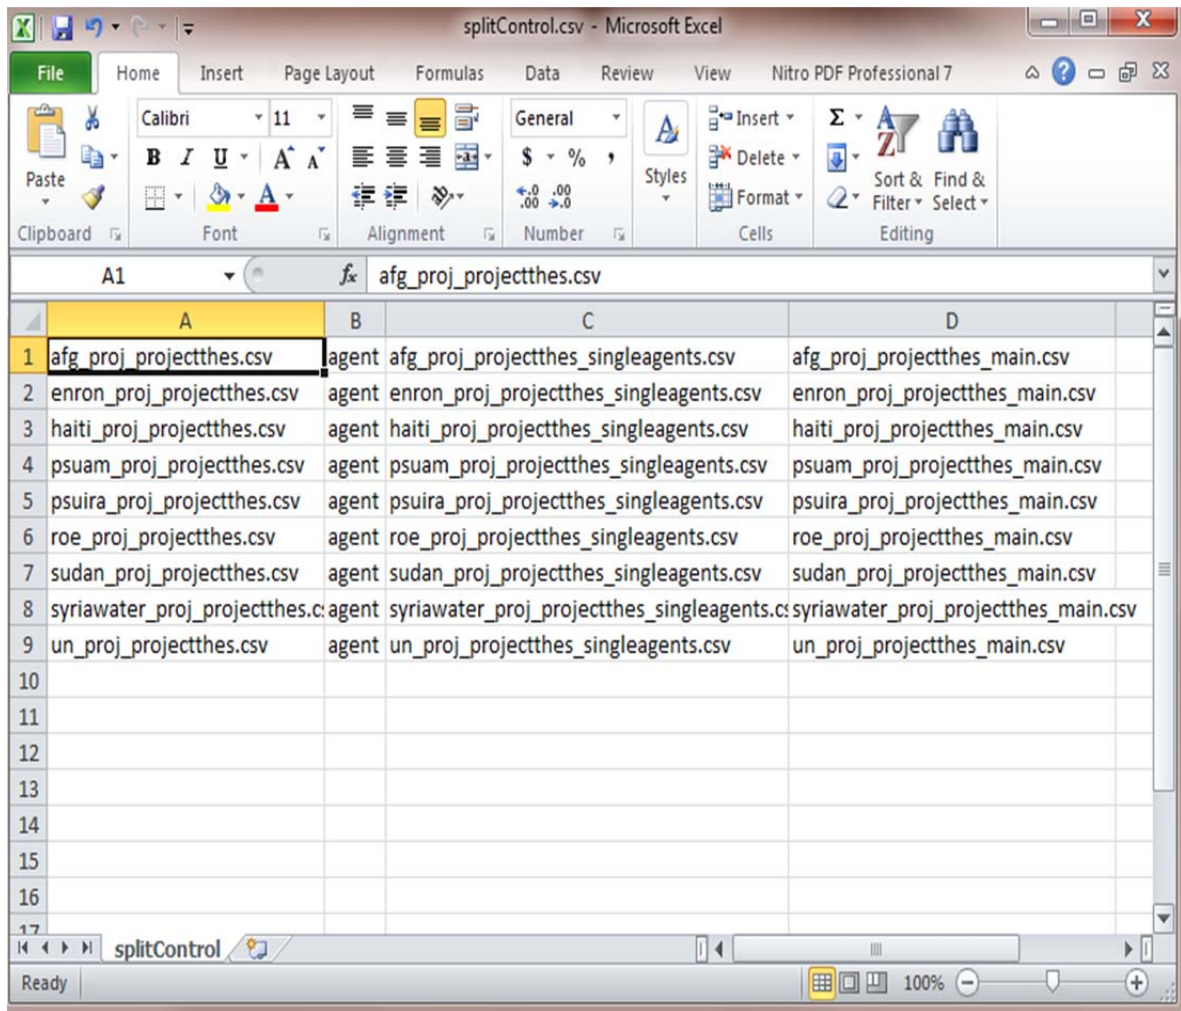 splitControl.csv - Microsoft Excel
File Home Insert Page Layout Formulas Data Review View Nitro PDF Professional 7
Calibri 11 General Insert
Paste B I U A A $ % , Styles Delete Sort & Filter Find & Select
Format
Clipboard Font Alignment Number Cells Editing
A1 fx afg_proj_projectthes.csv
A B C D
1 afg_proj_projectthes.csv agent afg_proj_projectthes_singleagents.csv afg_proj_projectthes_main.csv
2 enron_proj_projectthes.csv agent enron_proj_projectthes_singleagents.csv enron_proj_projectthes_main.csv
3 haiti_proj_projectthes.csv agent haiti_proj_projectthes_singleagents.csv haiti_proj_projectthes_main.csv
4 psuam_proj_projectthes.csv agent psuam_proj_projectthes_singleagents.csv psuam_proj_projectthes_main.csv
5 psuira_proj_projectthes.csv agent psuira_proj_projectthes_singleagents.csv psuira_proj_projectthes_main.csv
6 roe_proj_projectthes.csv agent roe_proj_projectthes_singleagents.csv roe_proj_projectthes_main.csv
7 sudan_proj_projectthes.csv agent sudan_proj_projectthes_singleagents.csv sudan_proj_projectthes_main.csv
8 syriawater_proj_projectthes.c agent syriawater_proj_projectthes_singleagents.c syriawater_proj_projectthes_main.csv
9 un_proj_projectthes.csv agent un_proj_projectthes_singleagents.csv un_proj_projectthes_main.csv
10
11
12
13
14
15
16
17
splitControl
Ready 100%